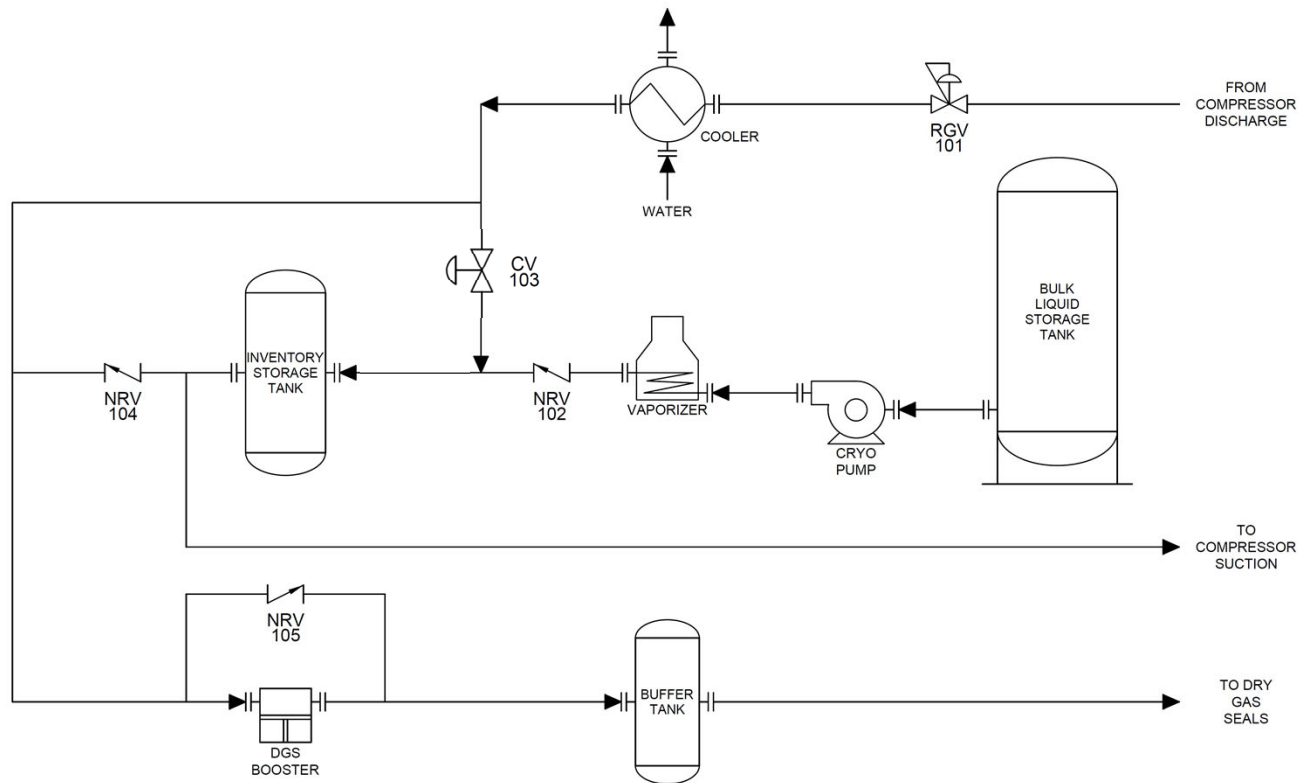 FROM
COMPRESSOR
DISCHARGE
RGV
101
COOLER
WATER
CV
103
BULK
LIQUID
STORAGE
TANK
INVENTORY
STORAGE
TANK
NRV
104
NRV
102
VAPORIZER
CRYO
PUMP
TO
COMPRESSOR
SUCTION
NRV
105
DGS
BOOSTER
BUFFER
TANK
TO DRY
GAS
SEALS